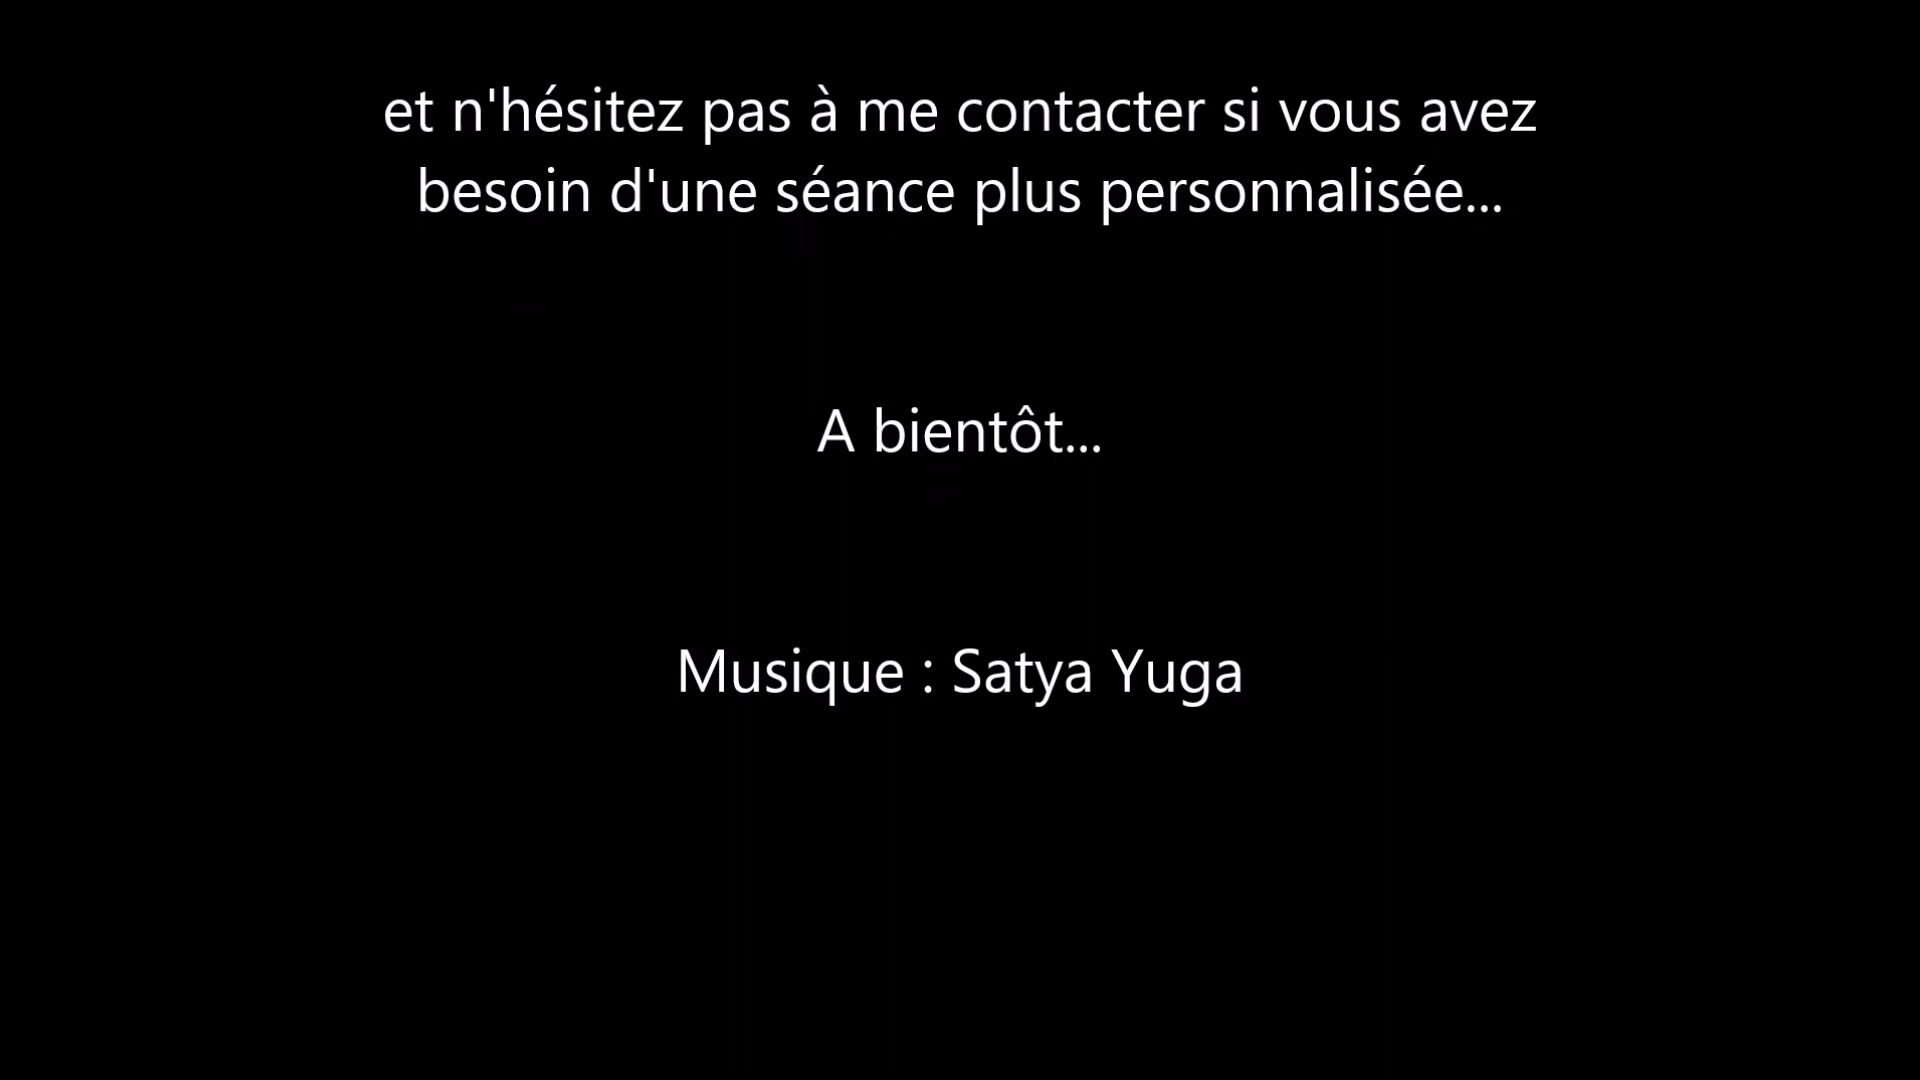 et n'hésitez pas à me contacter si vous avez
besoin d'une séance plus personnalisée...
A bientôt...
Musique : Satya Yuga